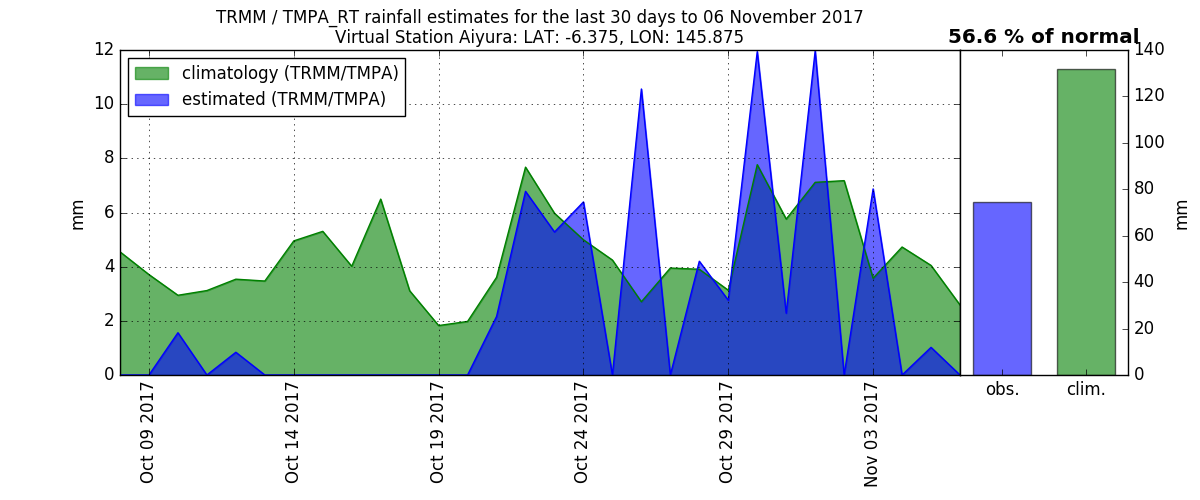 TRMM / TMPA_RT rainfall estimates for the last 30 days to 06 November 2017
Virtual Station Aiyura: LAT: -6.375, LON: 145.875
56.6 % of normal
climatology (TRMM/TMPA)
estimated (TRMM/TMPA)
12
10
8
6
4
2
0
mm
Oct 09 2017
Oct 14 2017
Oct 19 2017
Oct 24 2017
Oct 29 2017
Nov 03 2017
140
120
100
80
60
40
20
0
mm
obs.
clim.